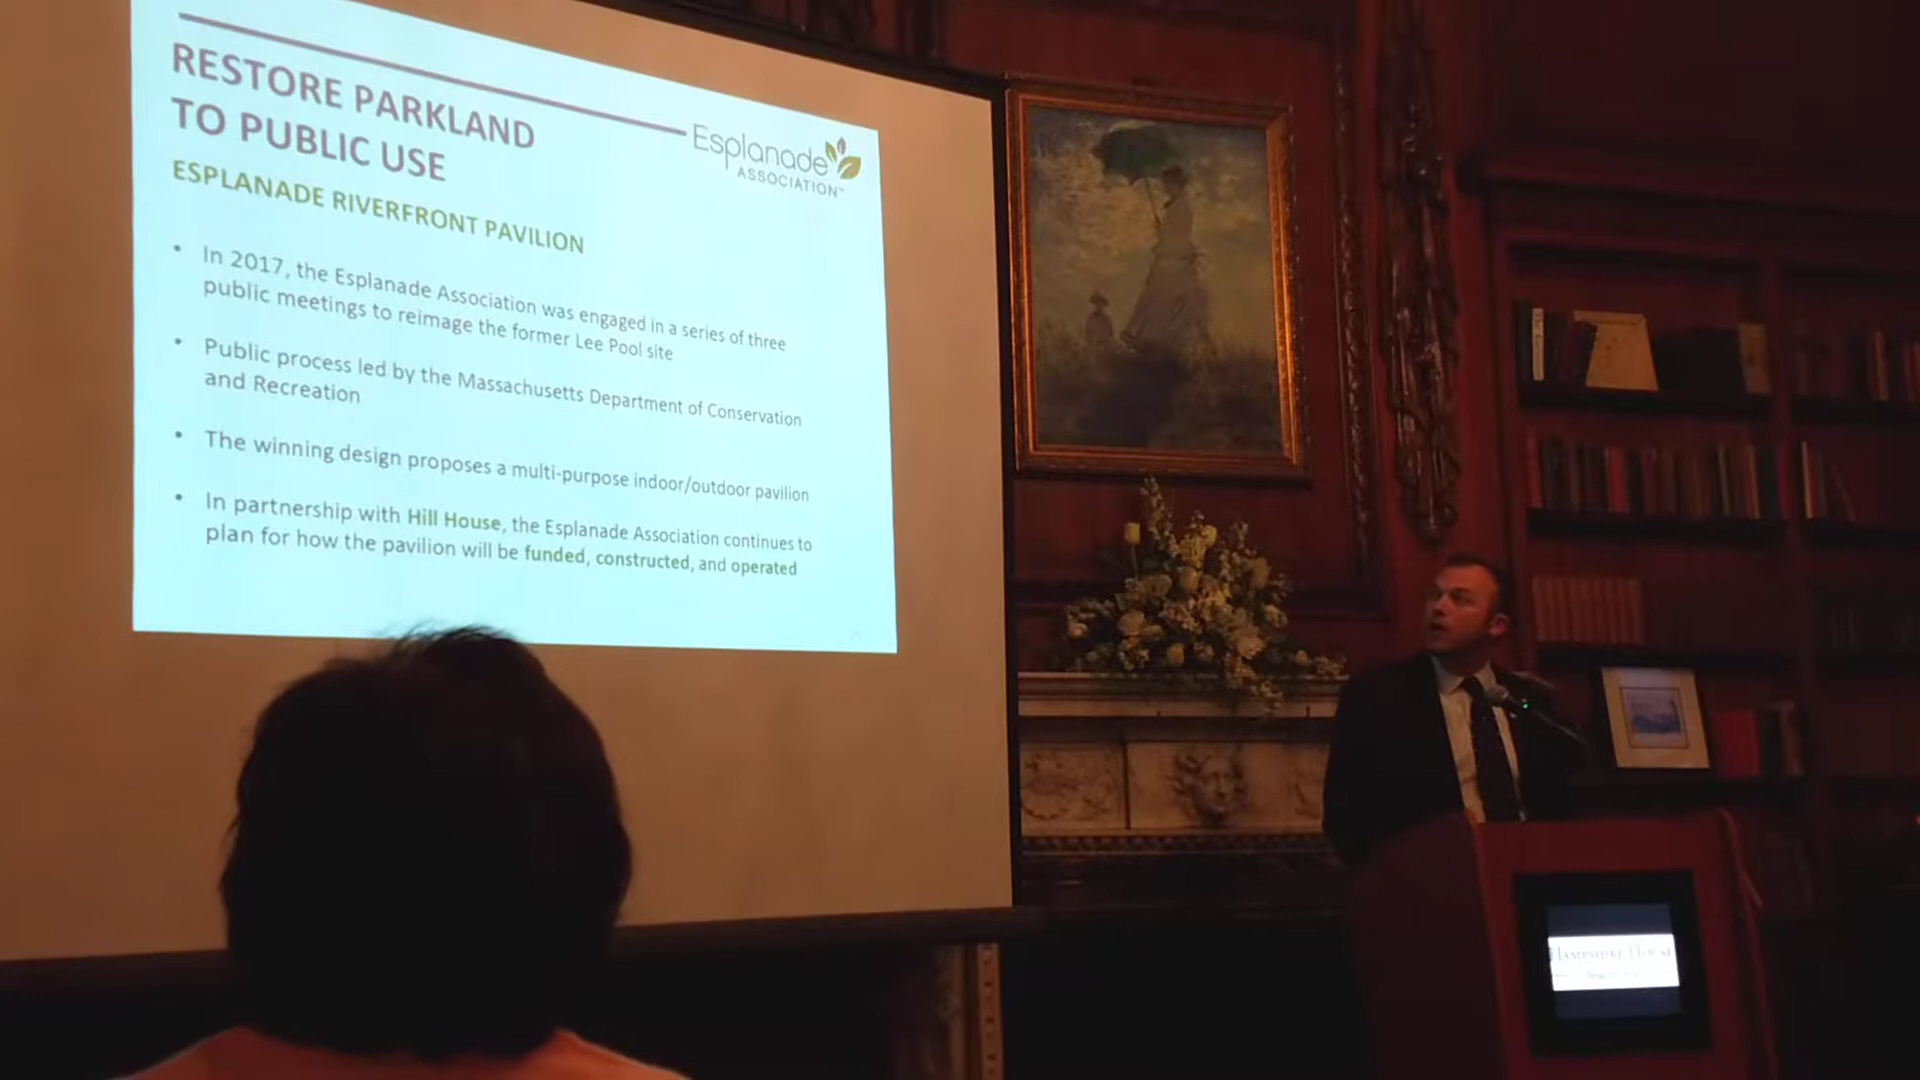 RESTORE PARKLAND
TO PUBLIC USE
Esplanade
ASSOCIATION
ESPLANADE RIVERFRONT PAVILION
• In 2017, the Esplanade Association was engaged in a series of three
public meetings to reimage the former Lee Pool site
• Public process led by the Massachusetts Department of Conservation
and Recreation
• The winning design proposes a multi-purpose indoor/outdoor pavilion
• In partnership with Hill House, the Esplanade Association continues to
plan for how the pavilion will be funded, constructed, and operated
HAMPSHIRE HOUSE